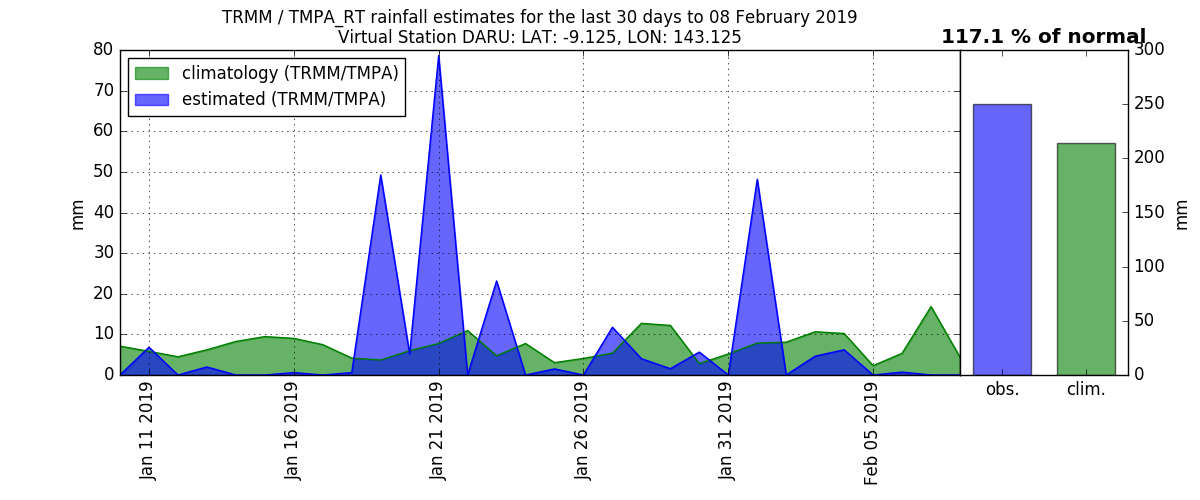 TRMM / TMPA_RT rainfall estimates for the last 30 days to 08 February 2019
Virtual Station DARU: LAT: -9.125, LON: 143.125
117.1 % of normal
climatology (TRMM/TMPA)
estimated (TRMM/TMPA)
80
70
60
50
40
30
20
10
0
mm
Jan 11 2019
Jan 16 2019
Jan 21 2019
Jan 26 2019
Jan 31 2019
Feb 05 2019
obs.
clim.
300
250
200
150
100
50
0
mm